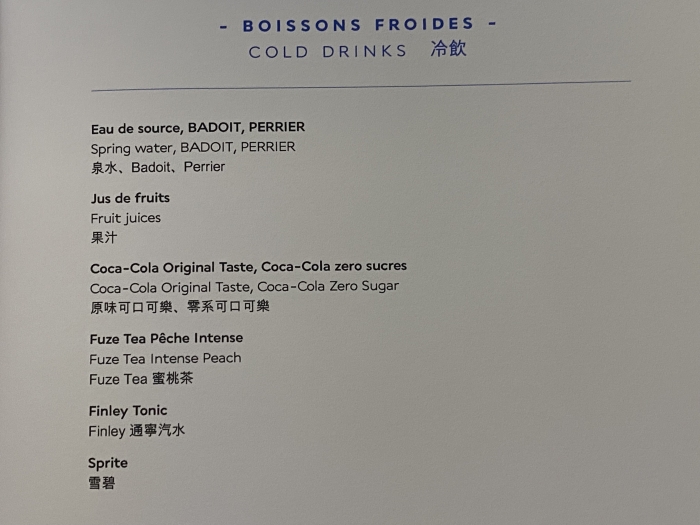 - BOISSONS FROIDES -
COLD DRINKS 冷飲
Eau de source, BADOIT, PERRIER
Spring water, BADOIT, PERRIER
泉水、Badoit、Perrier
Jus de fruits
Fruit juices
果汁
Coca-Cola Original Taste, Coca-Cola zero sucres
Coca-Cola Original Taste, Coca-Cola Zero Sugar
原味可口可樂、零系可口可樂
Fuze Tea Pêche Intense
Fuze Tea Intense Peach
Fuze Tea 蜜桃茶
Finley Tonic
Finley 通寧汽水
Sprite
雪碧